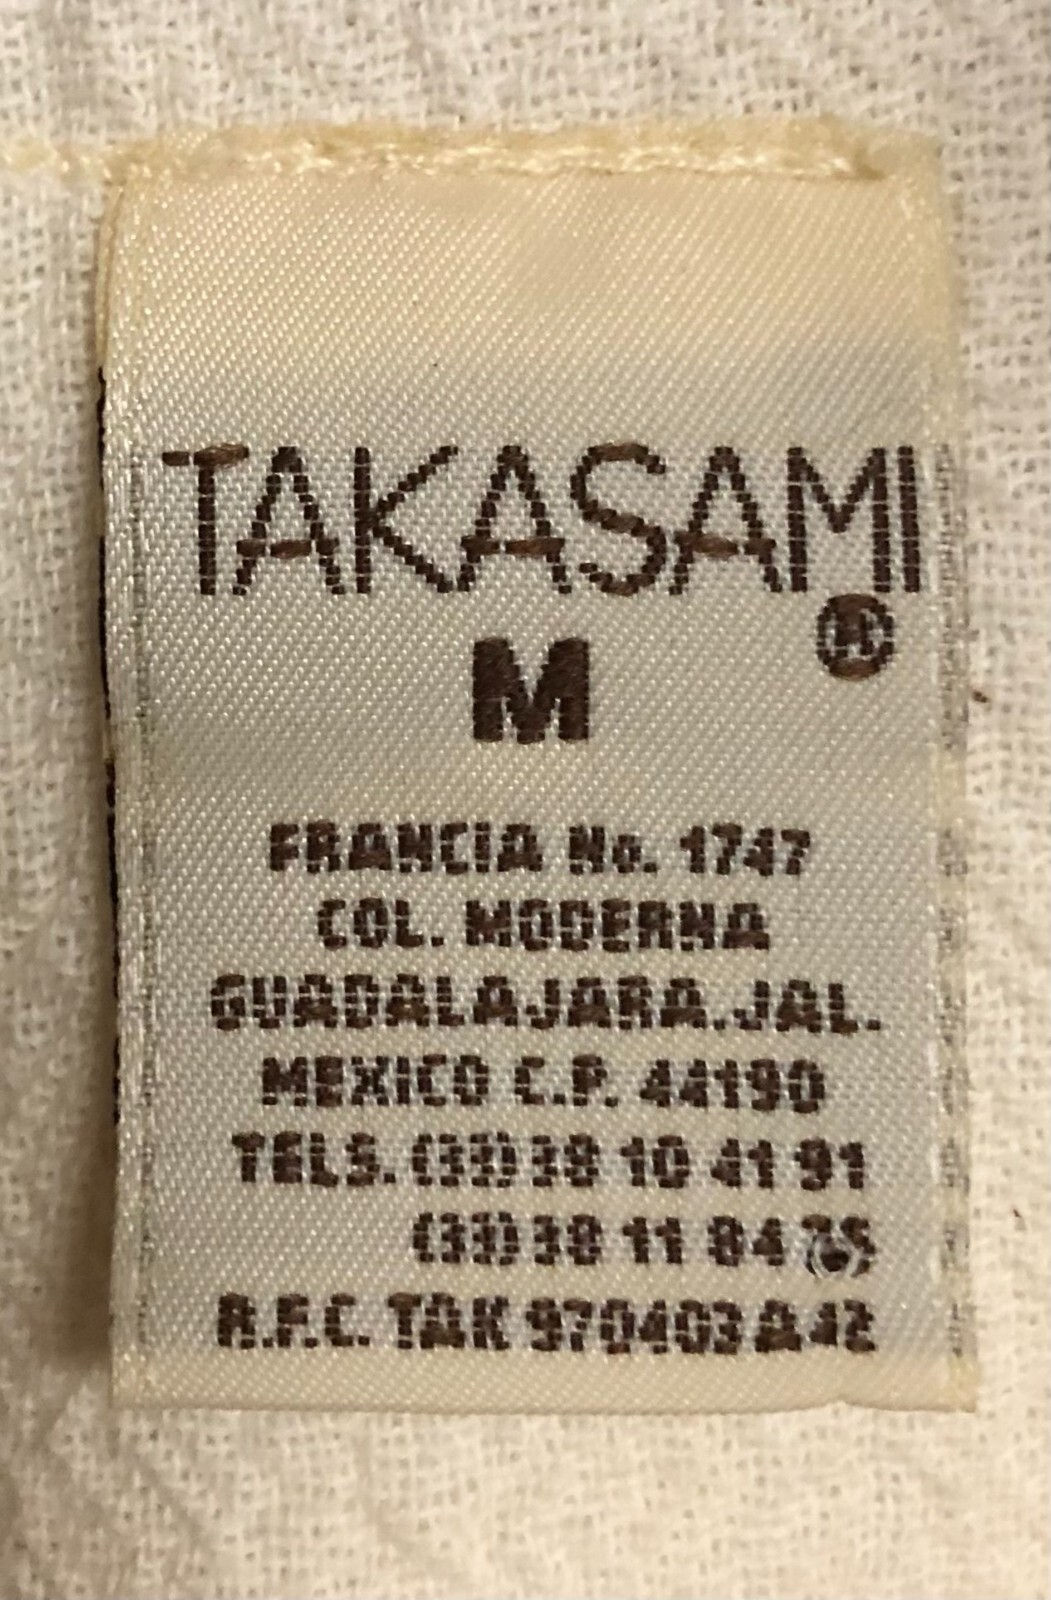 TAKASAMI
®
M
FRANCIA No. 1747
COL. MODERNA
GUADALAJARA.JAL.
MEXICO C.P. 44190
TELS. (33) 38 10 41 91
(33) 38 11 84
R.F.C. TAK 970403 A42